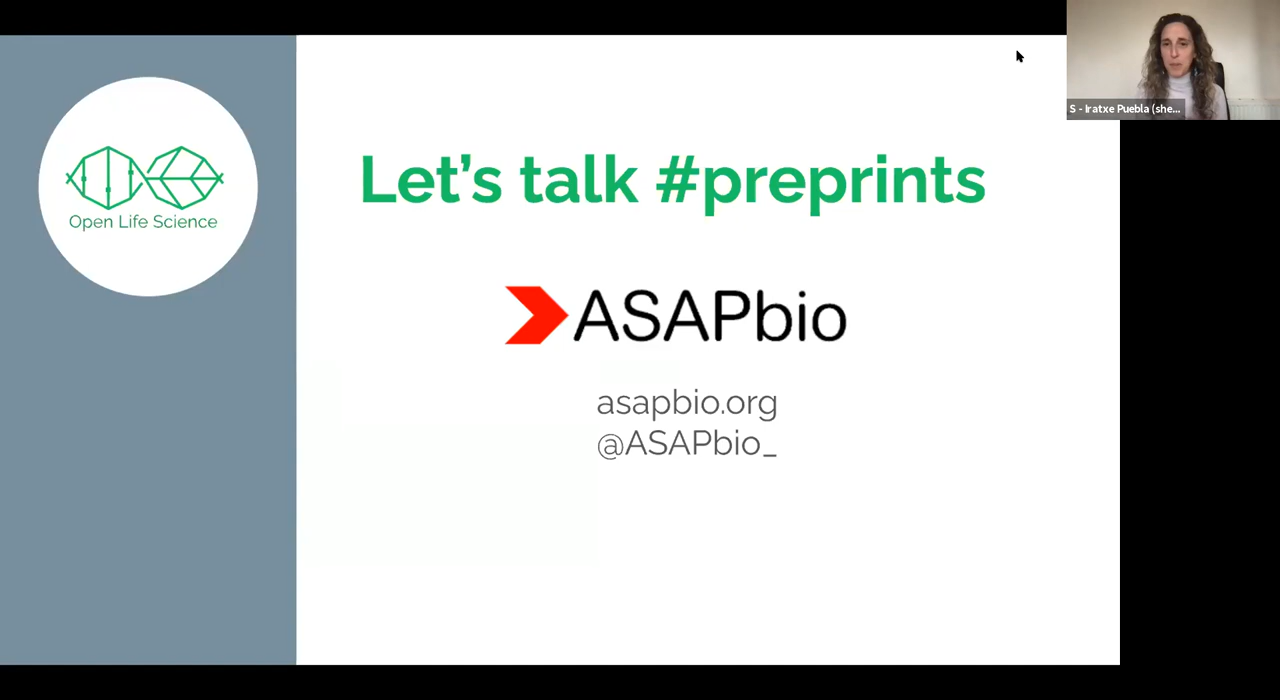 Open Life Science
Let's talk #preprints
ASAPbio
asapbio.org
@ASAPbio_
S - Iratxe Puebla (she...